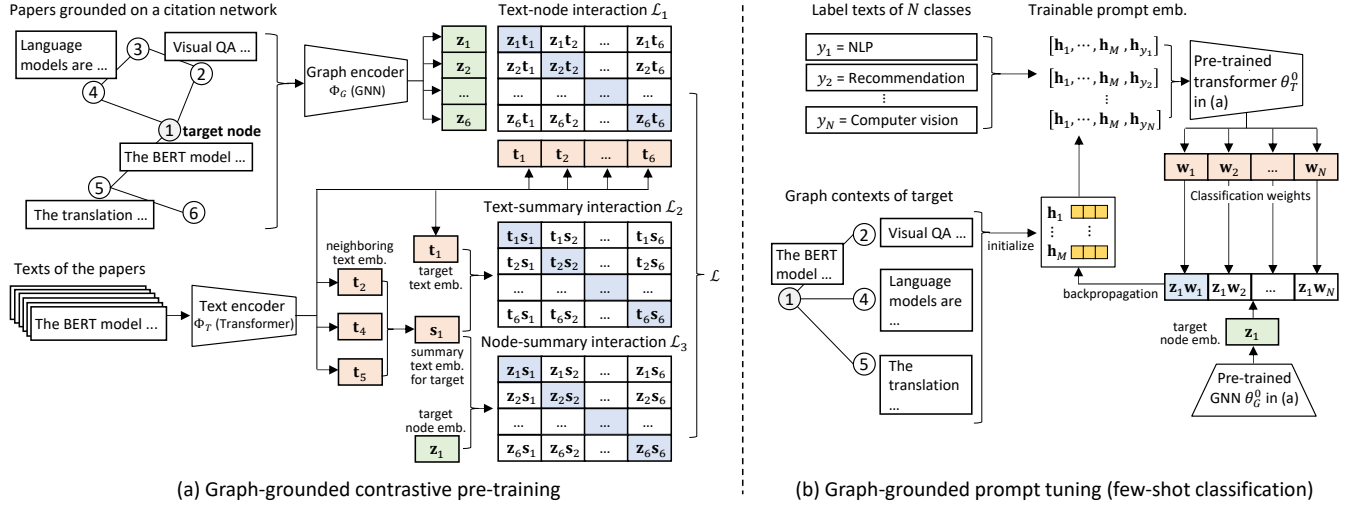 Papers grounded on a citation network
Language
models are ...
3
Visual QA ...
2
4
1 target node
The BERT model ...
5
The translation ...
6
Graph encoder
Φ_G (GNN)
z_1
z_2
...
z_6
Text-node interaction ℒ_1
z_1t_1 z_1t_2 ... z_1t_6
z_2t_1 z_2t_2 ... z_2t_6
... ... ... ...
z_6t_1 z_6t_2 ... z_6t_6
t_1 t_2 ... t_6
Texts of the papers
The BERT model ...
Text encoder
Φ_T (Transformer)
neighboring
text emb.
t_2
t_4
t_5
t_1
target
text emb.
s_1
summary
text emb.
for target
target
node emb.
z_1
Text-summary interaction ℒ_2
t_1s_1 t_1s_2 ... t_1s_6
t_2s_1 t_2s_2 ... t_2s_6
... ... ... ...
t_6s_1 t_6s_2 ... t_6s_6
Node-summary interaction ℒ_3
z_1s_1 z_1s_2 ... z_1s_6
z_2s_1 z_2s_2 ... z_2s_6
... ... ... ...
z_6s_1 z_6s_2 ... z_6s_6
ℒ
(a) Graph-grounded contrastive pre-training
Label texts of N classes
y_1 = NLP
y_2 = Recommendation
⋮
y_N = Computer vision
Trainable prompt emb.
[h_1, ⋯, h_M, h_{y_1}]
[h_1, ⋯, h_M, h_{y_2}]
⋮
[h_1, ⋯, h_M, h_{y_N}]
Pre-trained
transformer θ_T^0
in (a)
w_1 w_2 ... w_N
Classification weights
Graph contexts of target
2
Visual QA ...
The BERT
model ...
1
4
Language
models are
...
5
The
translation
...
initialize
h_1
⋮ ⋮
h_M
backpropagation
z_1w_1 z_1w_2 ... z_1w_N
target
node emb.
z_1
Pre-trained
GNN θ_G^0 in (a)
(b) Graph-grounded prompt tuning (few-shot classification)